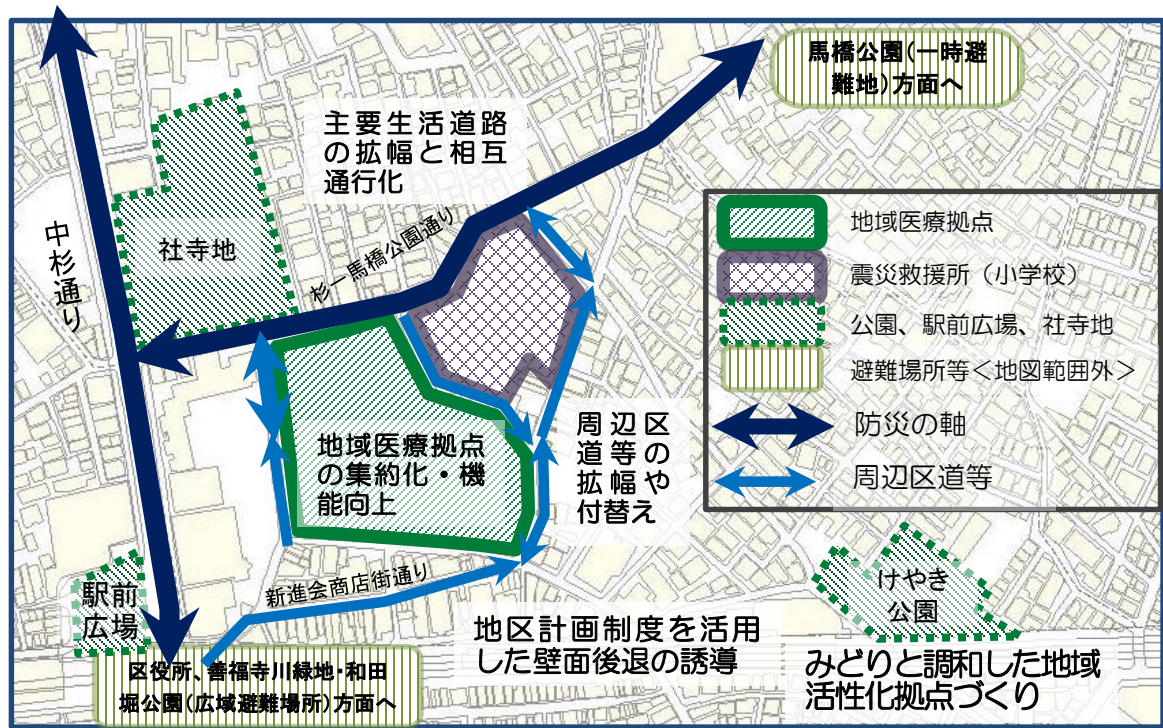 馬橋公園(一時避
難地)方面へ
主要生活道路
の拡幅と相互
通行化
中杉通り
社寺地
杉一馬橋公園通り
地域医療拠点
震災救援所（小学校）
公園、駅前広場、社寺地
避難場所等＜地図範囲外＞
防災の軸
周辺区道等
地域医療拠点
の集約化・機
能向上
周辺区
道等の
拡幅や
付替え
新進会商店街通り
駅前
広場
けやき
公園
地区計画制度を活用
した壁面後退の誘導
みどりと調和した地域
活性化拠点づくり
区役所、善福寺川緑地・和田
堀公園(広域避難場所)方面へ